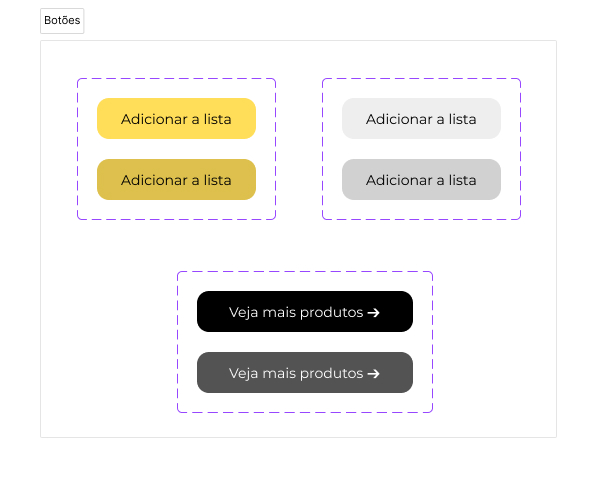 Botões
Adicionar a lista
Adicionar a lista
Adicionar a lista
Adicionar a lista
Veja mais produtos →
Veja mais produtos →